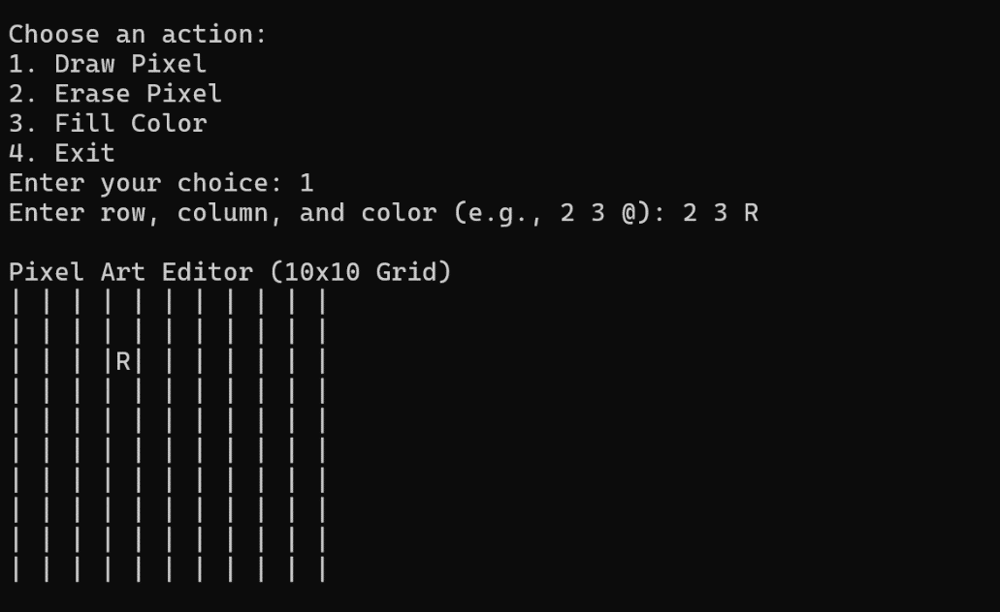 Choose an action:
1. Draw Pixel
2. Erase Pixel
3. Fill Color
4. Exit
Enter your choice: 1
Enter row, column, and color (e.g., 2 3 @): 2 3 R
Pixel Art Editor (10x10 Grid)
| | | | | | | | | | |
| | | | | | | | | | |
| | | |R| | | | | | |
| | | | | | | | | | |
| | | | | | | | | | |
| | | | | | | | | | |
| | | | | | | | | | |
| | | | | | | | | | |
| | | | | | | | | | |
| | | | | | | | | | |